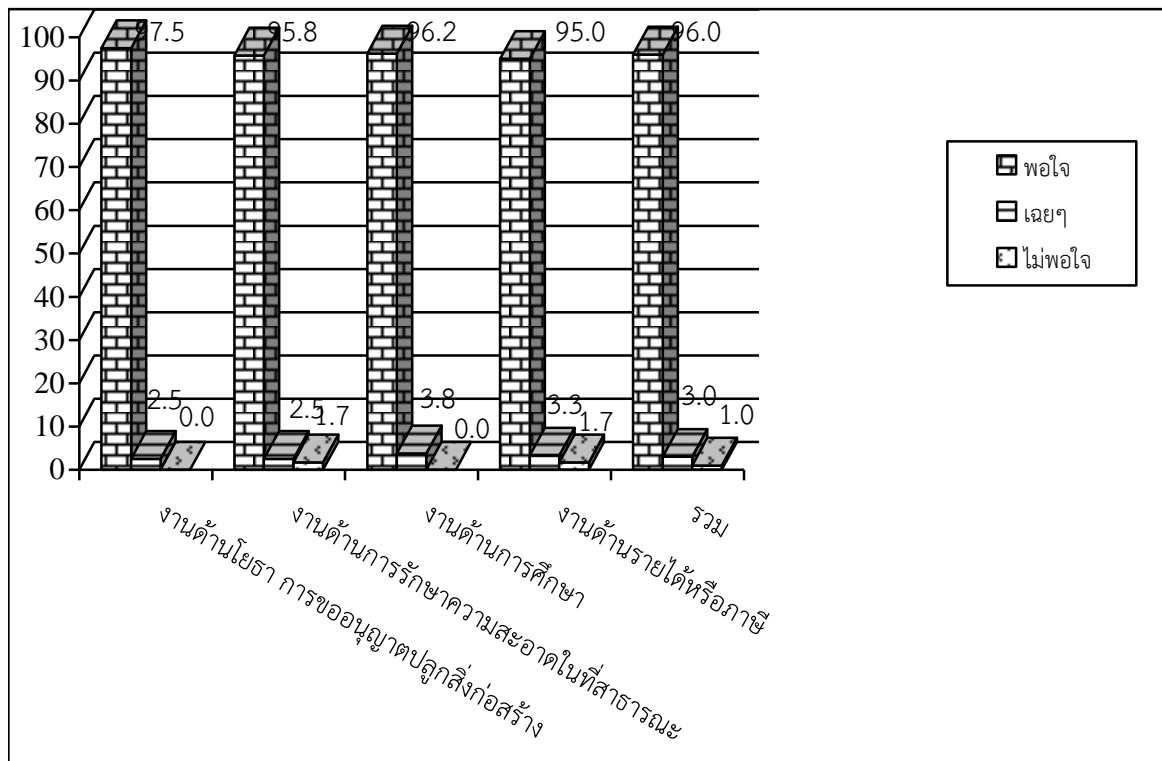 97.5 95.8 96.2 95.0 96.0
100
90
80
70
60
50
40
30
20
10
0
2.5 0.0 2.5 1.7 3.8 0.0 3.3 1.7 3.0 1.0
งานด้านโยธา การขออนุญาตปลูกสิ่งก่อสร้าง
งานด้านการรักษาความสะอาดในที่สาธารณะ
งานด้านการศึกษา
งานด้านรายได้หรือภาษี
รวม
พอใจ
เฉยๆ
ไม่พอใจ